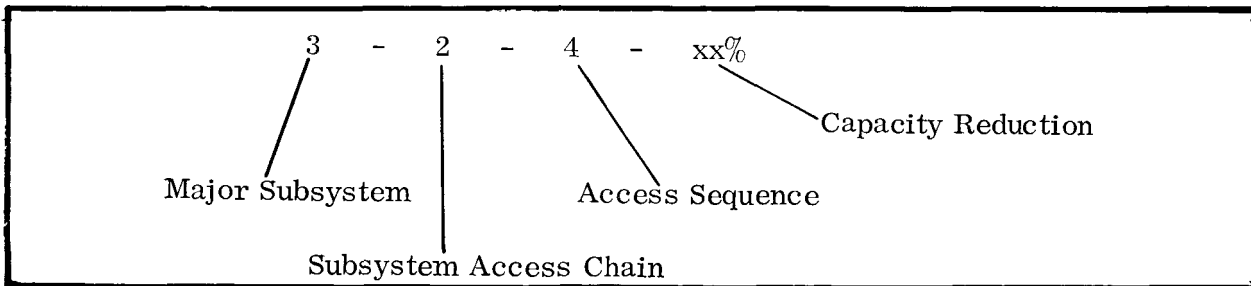 3 - 2 - 4 - xx%
Capacity Reduction
Major Subsystem
Access Sequence
Subsystem Access Chain